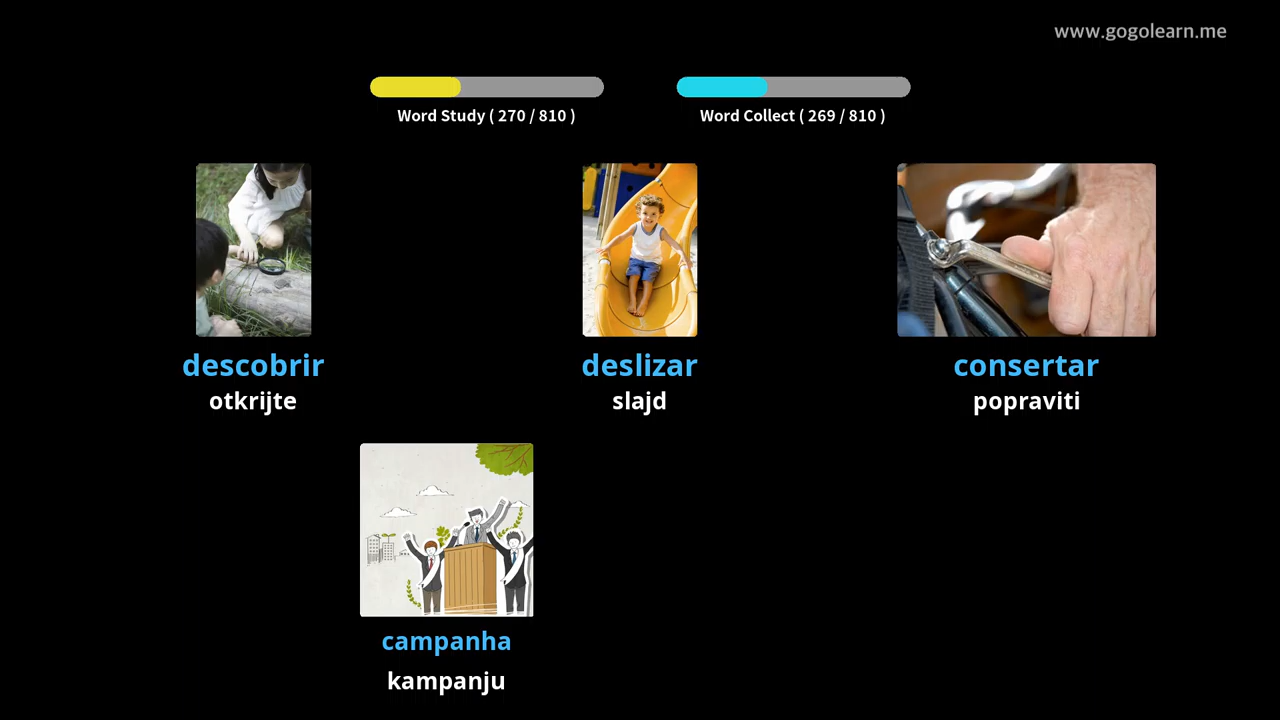 www.gogolearn.me
Word Study ( 270 / 810 )
Word Collect ( 269 / 810 )
descobrir
otkrijte
deslizar
slajd
consertar
popraviti
campanha
kampanju